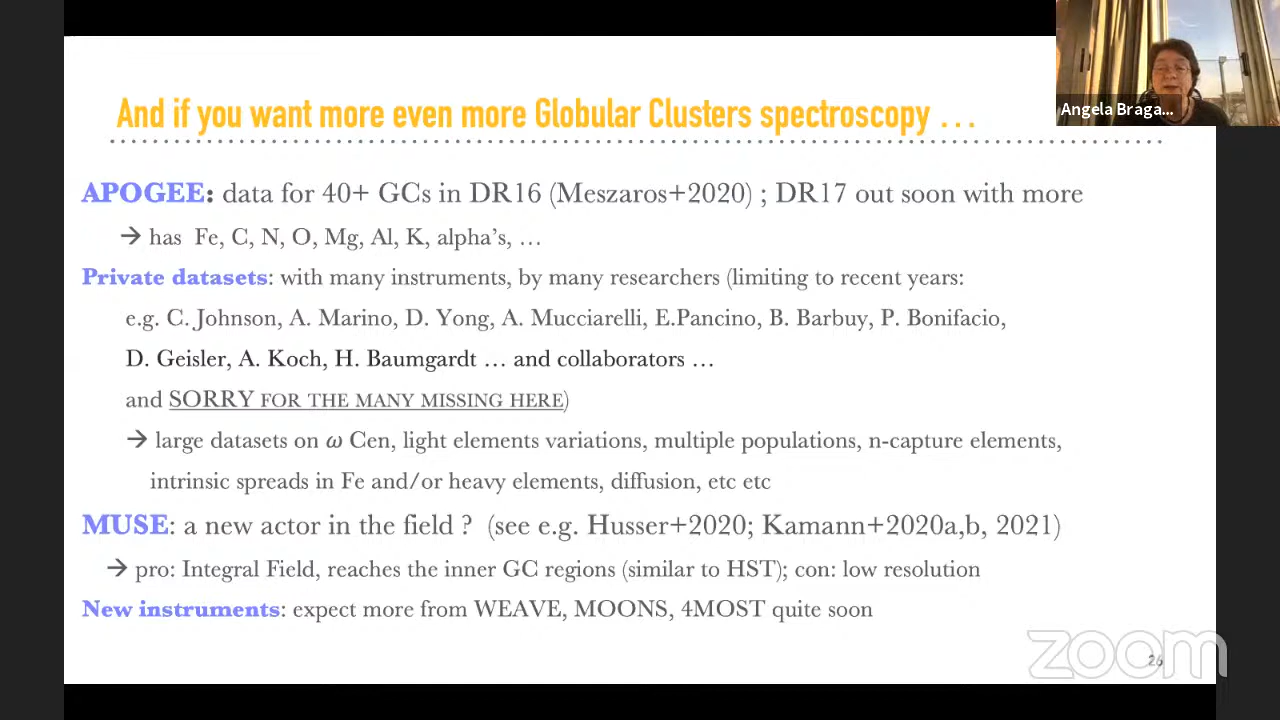 And if you want more even more Globular Clusters spectroscopy …
Angela Braga...
APOGEE: data for 40+ GCs in DR16 (Meszaros+2020) ; DR17 out soon with more
→ has Fe, C, N, O, Mg, Al, K, alpha's, …
Private datasets: with many instruments, by many researchers (limiting to recent years:
e.g. C. Johnson, A. Marino, D. Yong, A. Mucciarelli, E.Pancino, B. Barbuy, P. Bonifacio,
D. Geisler, A. Koch, H. Baumgardt … and collaborators …
and SORRY FOR THE MANY MISSING HERE)
→ large datasets on ω Cen, light elements variations, multiple populations, n-capture elements,
intrinsic spreads in Fe and/or heavy elements, diffusion, etc etc
MUSE: a new actor in the field ? (see e.g. Husser+2020; Kamann+2020a,b, 2021)
→ pro: Integral Field, reaches the inner GC regions (similar to HST); con: low resolution
New instruments: expect more from WEAVE, MOONS, 4MOST quite soon
zoom